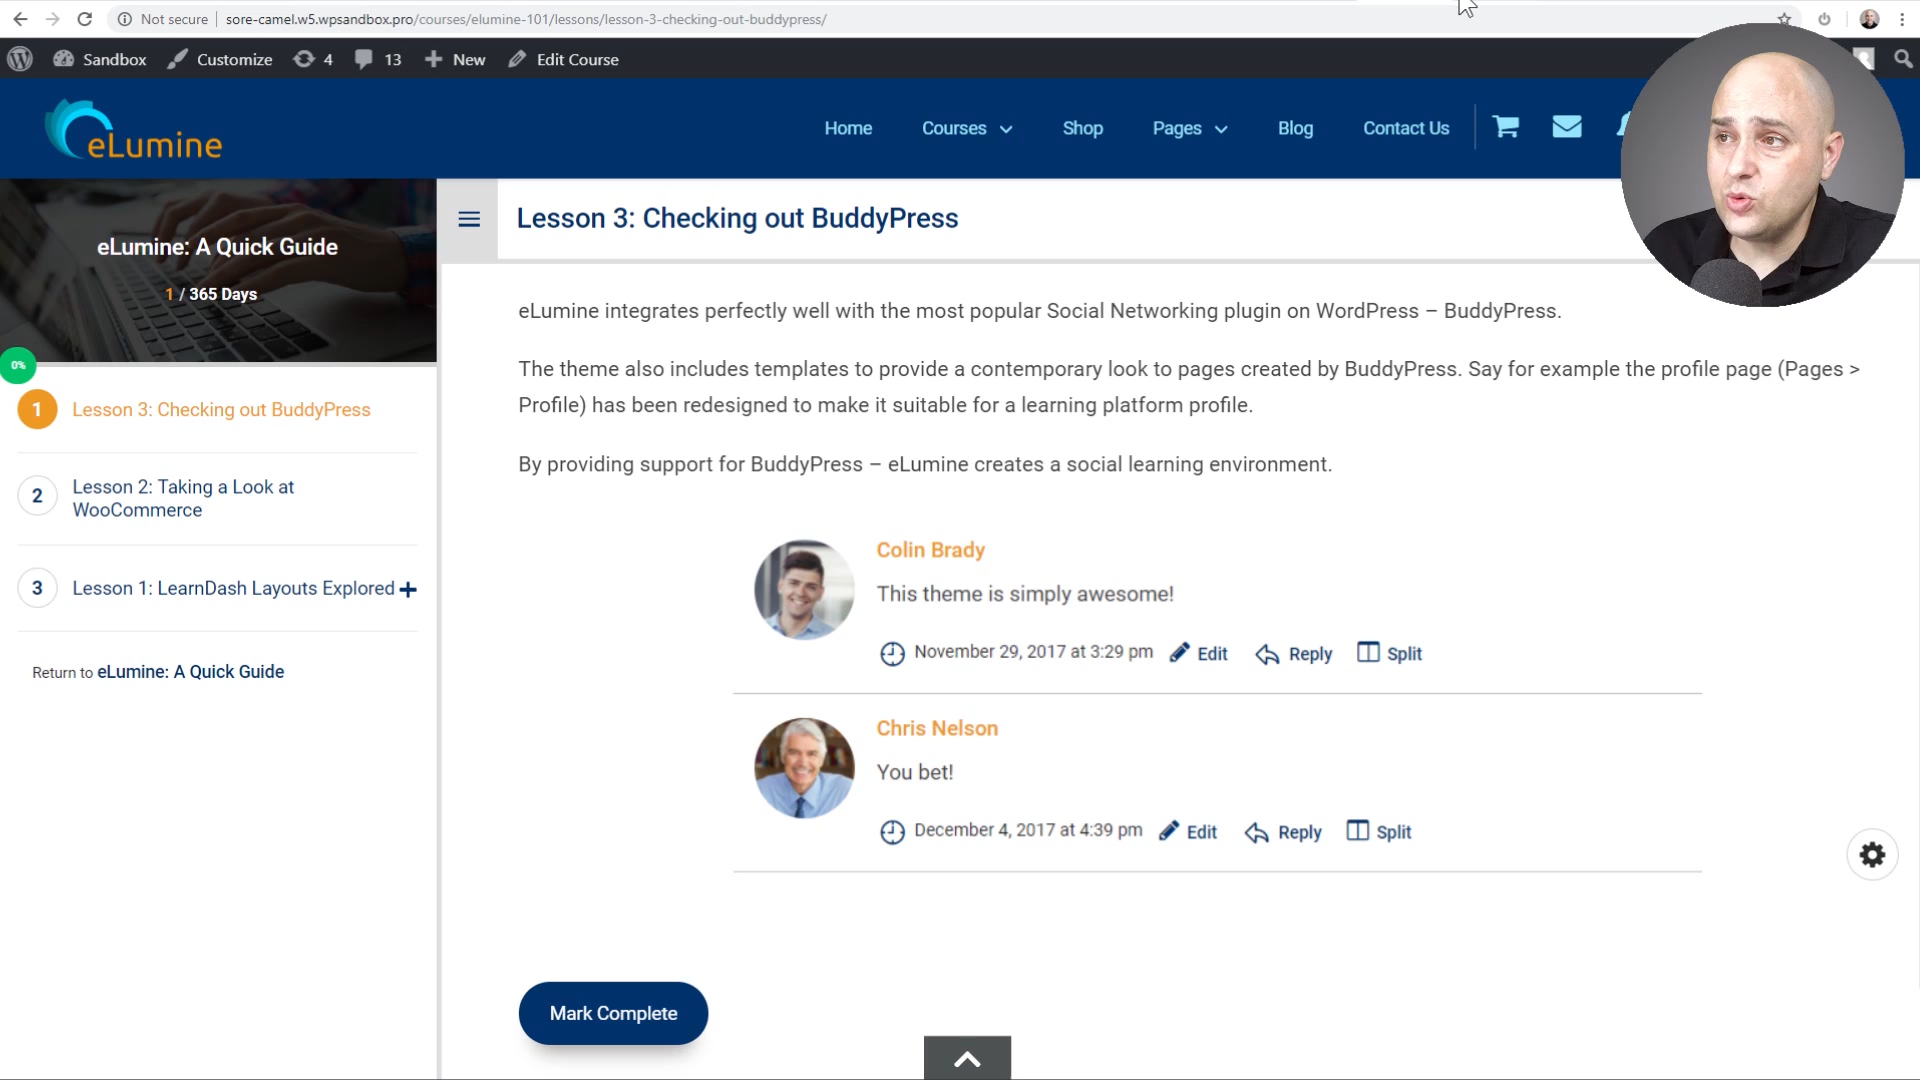 Not secure | sore-camel.w5.wpsandbox.pro/courses/elumine-101/lessons/lesson-3-checking-out-buddypress/
Sandbox Customize 4 13 New Edit Course
eLumine
Home Courses Shop Pages Blog Contact Us
eLumine: A Quick Guide
1 / 365 Days
0%
1 Lesson 3: Checking out BuddyPress
2 Lesson 2: Taking a Look at
WooCommerce
3 Lesson 1: LearnDash Layouts Explored
Return to eLumine: A Quick Guide
Lesson 3: Checking out BuddyPress
eLumine integrates perfectly well with the most popular Social Networking plugin on WordPress – BuddyPress.
The theme also includes templates to provide a contemporary look to pages created by BuddyPress. Say for example the profile page (Pages >
Profile) has been redesigned to make it suitable for a learning platform profile.
By providing support for BuddyPress – eLumine creates a social learning environment.
Colin Brady
This theme is simply awesome!
November 29, 2017 at 3:29 pm Edit Reply Split
Chris Nelson
You bet!
December 4, 2017 at 4:39 pm Edit Reply Split
Mark Complete